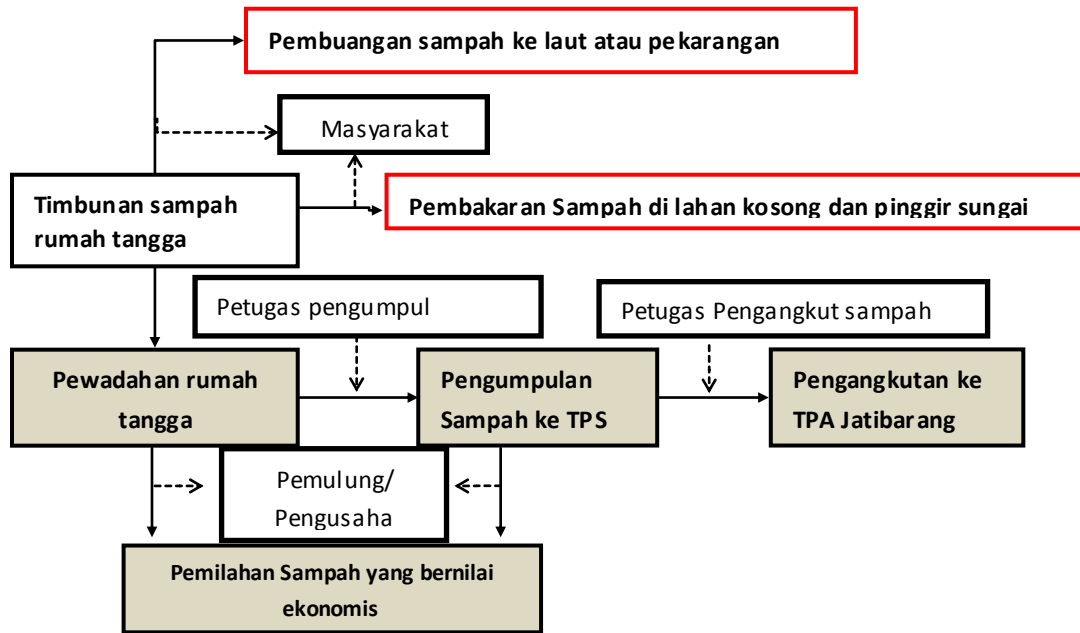 Pembuangan sampah ke laut atau pekarangan
Masyarakat
Timbunan sampah
rumah tangga
Pembakaran Sampah di lahan kosong dan pinggir sungai
Petugas pengumpul
Petugas Pengangkut sampah
Pewadahan rumah
tangga
Pengumpulan
Sampah ke TPS
Pengangkutan ke
TPA Jatibarang
Pemulung/
Pengusaha
Pemilahan Sampah yang bernilai
ekonomis